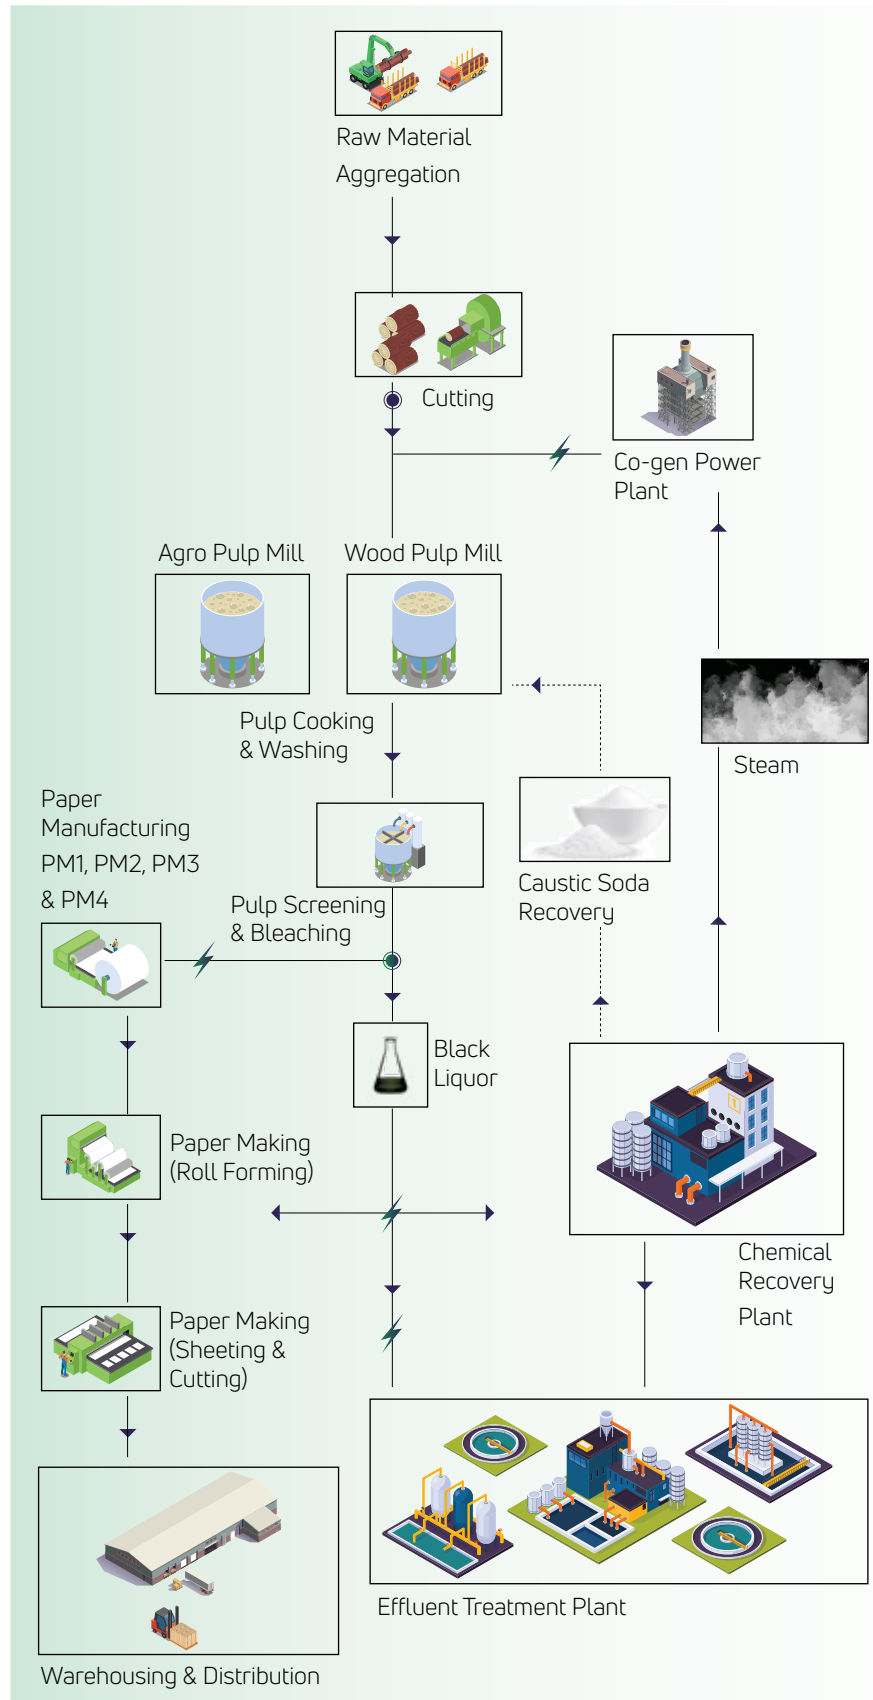 Raw Material
Aggregation
Cutting
Co-gen Power
Plant
Agro Pulp Mill
Wood Pulp Mill
Pulp Cooking
& Washing
Steam
Paper
Manufacturing
PM1, PM2, PM3
& PM4
Caustic Soda
Recovery
Pulp Screening
& Bleaching
Black
Liquor
Paper Making
(Roll Forming)
Chemical
Recovery
Plant
Paper Making
(Sheeting &
Cutting)
Effluent Treatment Plant
Warehousing & Distribution